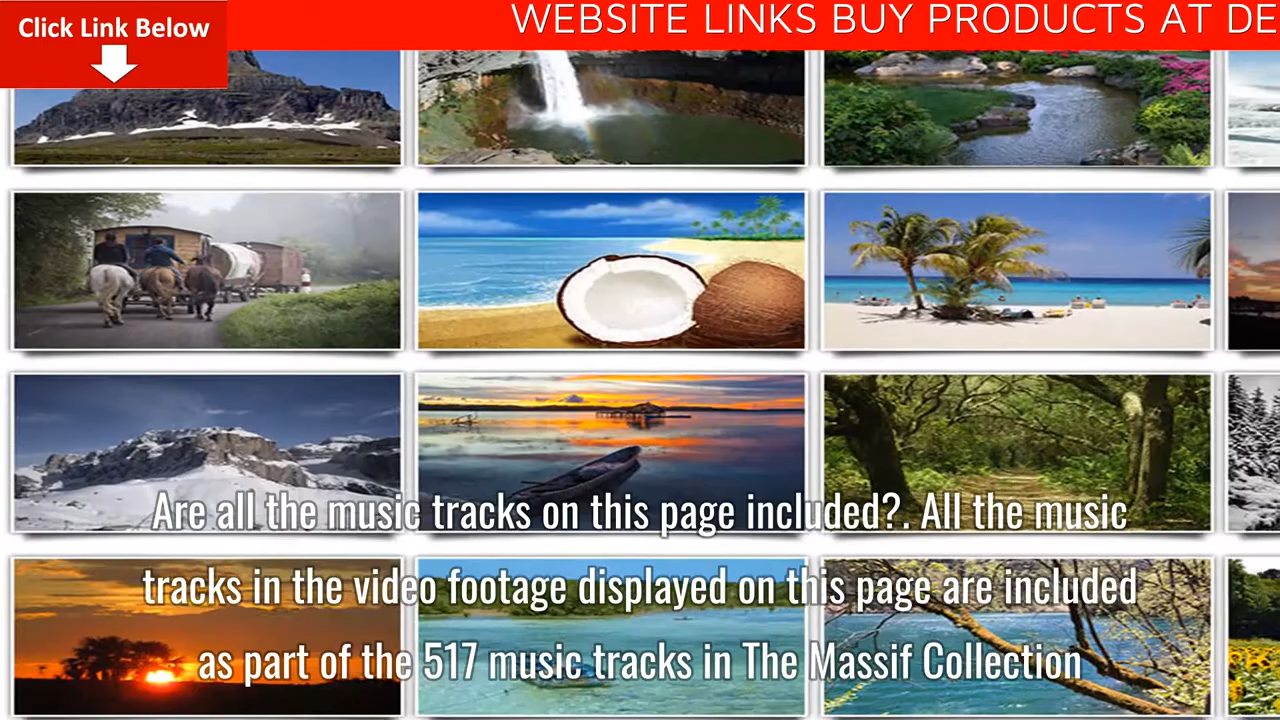 Click Link Below
WEBSITE LINKS BUY PRODUCTS AT DE
Are all the music tracks on this page included?. All the music
tracks in the video footage displayed on this page are included
as part of the 517 music tracks in The Massif Collection